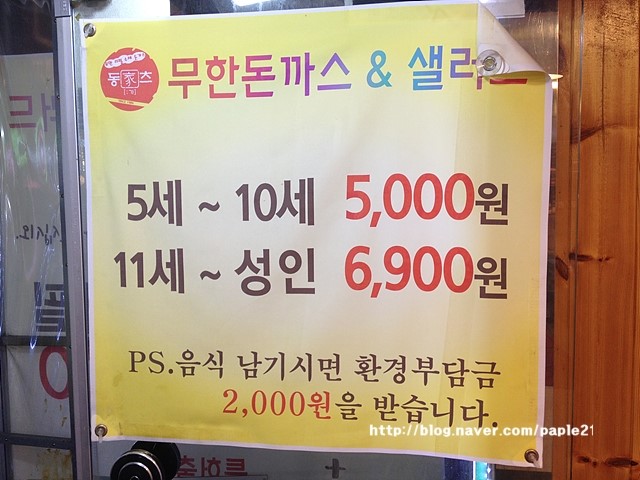 동家츠
무한돈까스 & 샐러
5세 ~ 10세 5,000원
11세 ~ 성인 6,900원
PS.음식 남기시면 환경부담금
2,000원을 받습니다.
http://blog.naver.com/paple21